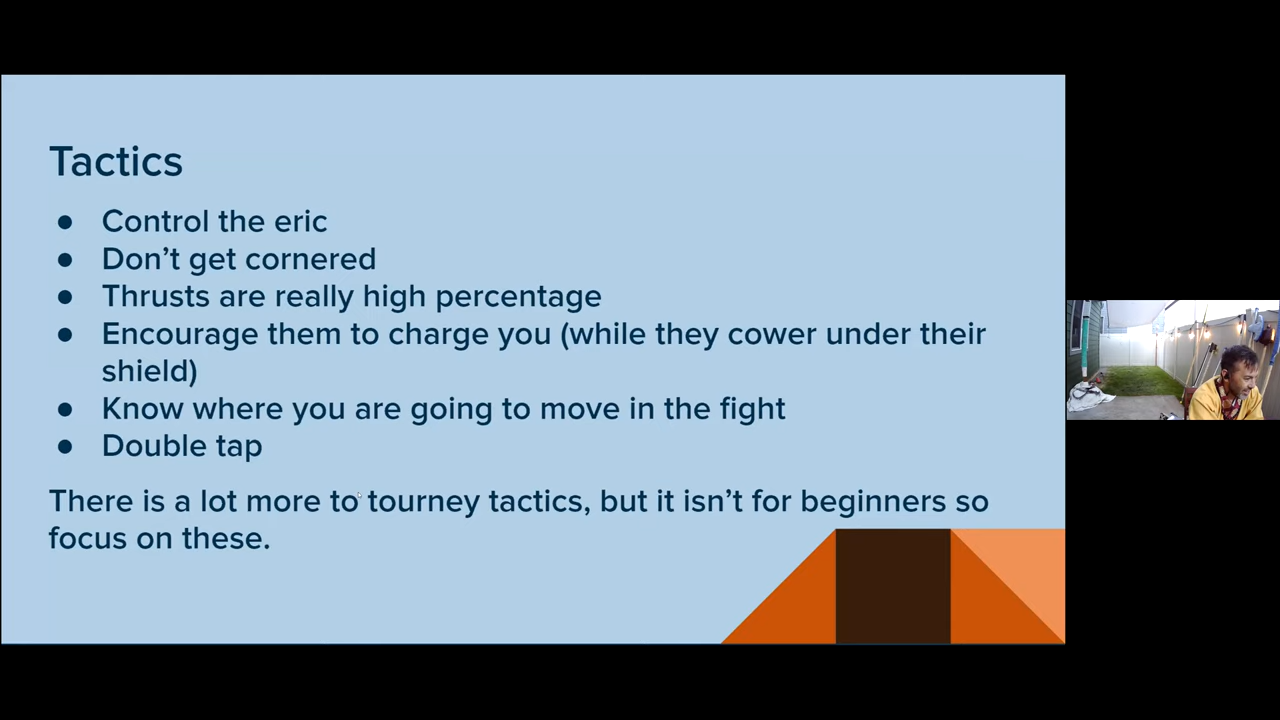 Tactics
● Control the eric
● Don’t get cornered
● Thrusts are really high percentage
● Encourage them to charge you (while they cower under their
shield)
● Know where you are going to move in the fight
● Double tap
There is a lot more to tourney tactics, but it isn’t for beginners so
focus on these.